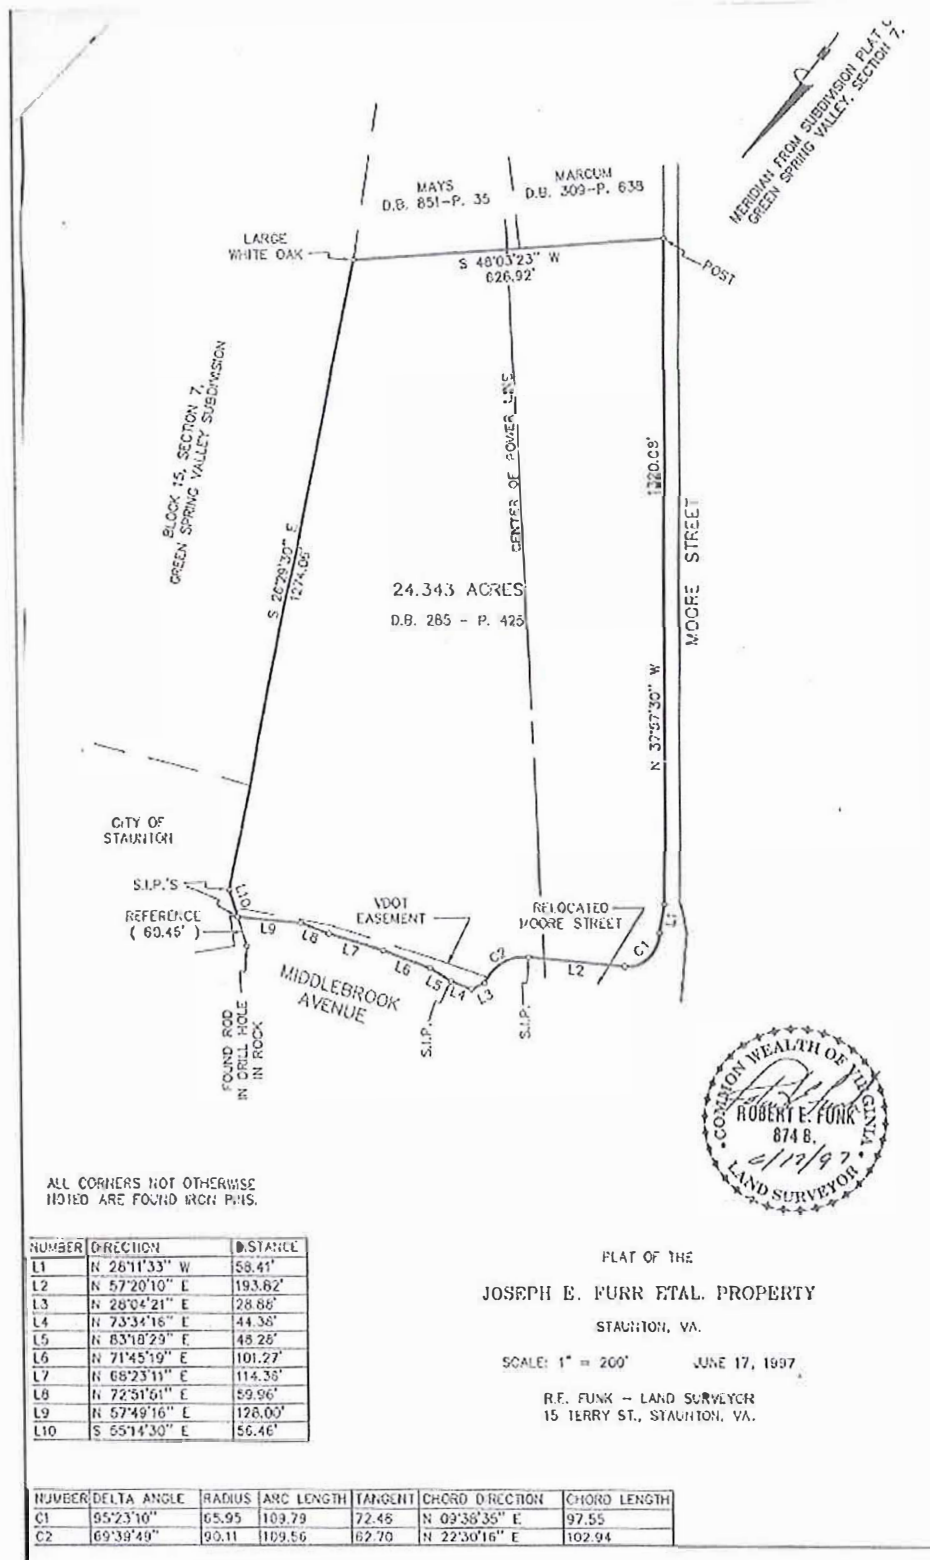 MERIDIAN FROM SUBDIVISION PLAT
GREEN SPRING VALLEY, SECTION 7,
MAYS
D.B. 851-P. 35
MARCUM
D.B. 309-P. 638
LARGE
WHITE OAK
S 48°03'23" W
626.92'
POST
BLOCK 15, SECTION 7,
GREEN SPRING VALLEY SUBDIVISION
CENTER OF POWER LINE
1320.09'
MOORE STREET
S 26°29'30" E
1274.06'
24.343 ACRES
D.B. 285 - P. 425
N 37°57'30" W
CITY OF
STAUNTON
S.I.P.'S
L10
REFERENCE
( 60.45' )
VDOT
EASEMENT
RELOCATED
MOORE STREET
L1
L9
L8
L7
L6
L5
L4
L3
C2
L2
C1
MIDDLEBROOK
AVENUE
S.I.P.
S.I.P.
FOUND ROD
IN DRILL HOLE
IN ROCK
COMMON WEALTH OF VIRGINIA
ROBERT E. FUNK
874 B.
6/17/97
LAND SURVEYOR
ALL CORNERS NOT OTHERWISE
NOTED ARE FOUND IRON PINS.
NUMBER DIRECTION DISTANCE
L1 N 26°11'33" W 58.41'
L2 N 57°20'10" E 193.82'
L3 N 28°04'21" E 28.88'
L4 N 73°34'16" E 44.38'
L5 N 83°18'29" E 48.28'
L6 N 71°45'19" E 101.27'
L7 N 68°23'11" E 114.36'
L8 N 72°51'51" E 59.96'
L9 N 57°49'16" E 128.00'
L10 S 55°14'30" E 56.46'
PLAT OF THE
JOSEPH E. FURR ETAL. PROPERTY
STAUNTON, VA.
SCALE: 1" = 200' JUNE 17, 1997
R.E. FUNK - LAND SURVEYOR
15 TERRY ST., STAUNTON, VA.
NUMBER DELTA ANGLE RADIUS ARC LENGTH TANGENT CHORD DIRECTION CHORD LENGTH
C1 95°23'10" 65.95 109.79 72.46 N 09°38'35" E 97.55
C2 69°39'49" 90.11 109.56 62.70 N 22°30'16" E 102.94